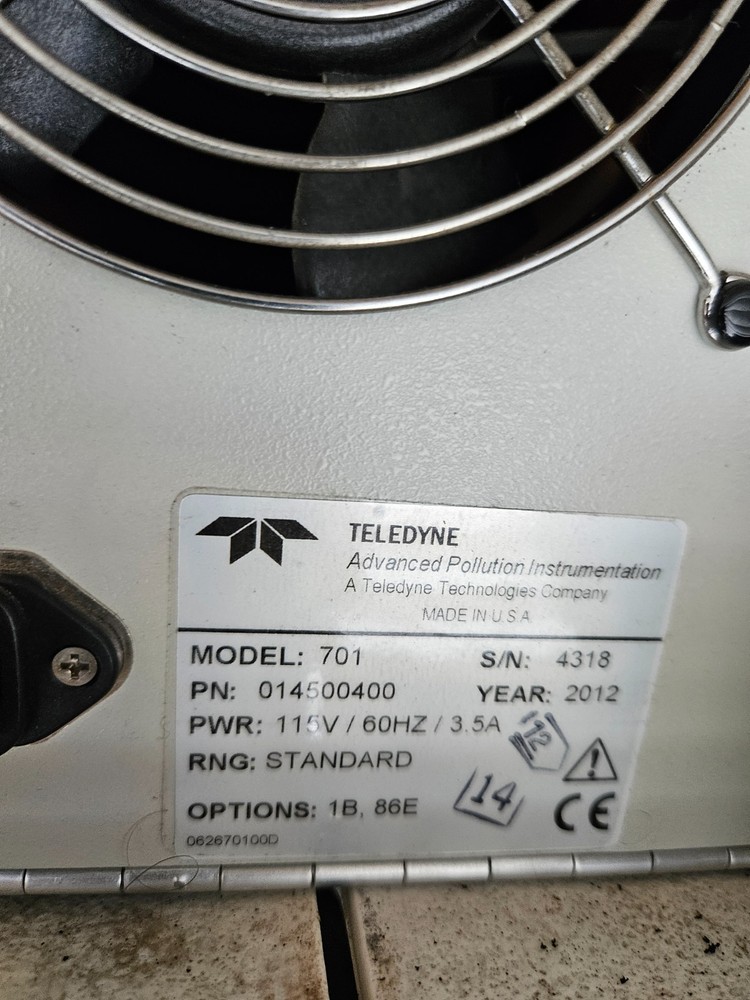 TELEDYNE
Advanced Pollution Instrumentation
A Teledyne Technologies Company
MADE IN U.S.A
MODEL: 701 S/N: 4318
PN: 014500400 YEAR: 2012
PWR: 115V / 60HZ / 3.5A
RNG: STANDARD
14
OPTIONS: 1B, 86E CE
062670100D